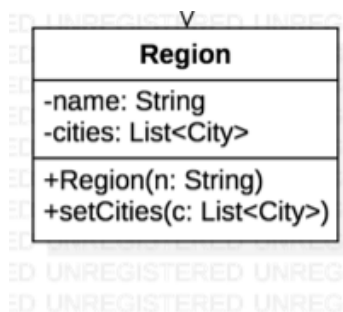 Region
-name: String
-cities: List<City>
+Region(n: String)
+setCities(c: List<City>)
UNREGISTERED UNREG
UNREGISTERED UNREG